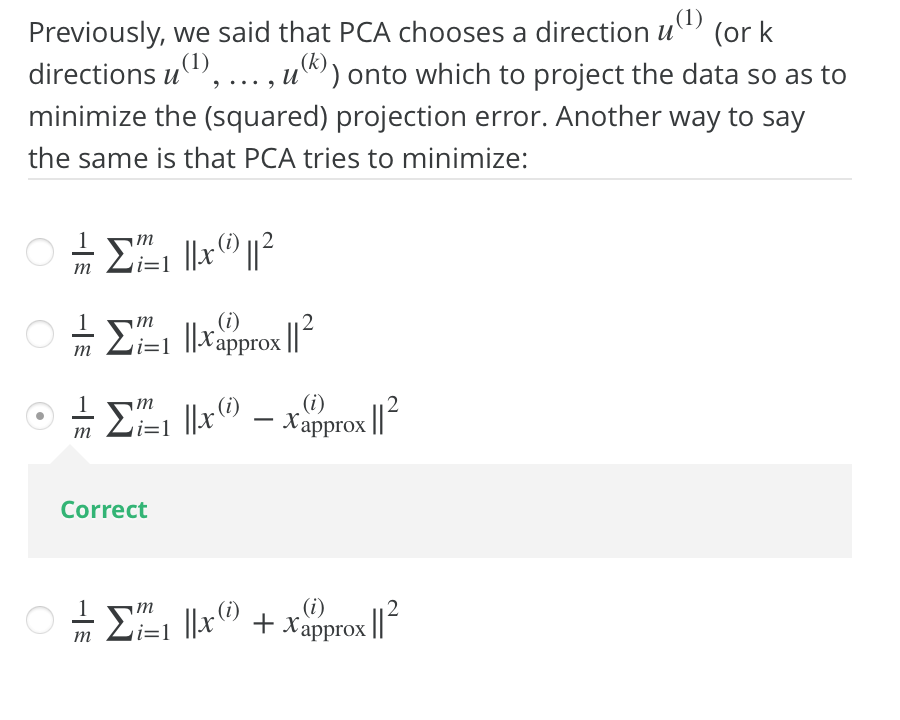 Previously, we said that PCA chooses a direction $u^{(1)}$ (or k
directions $u^{(1)}, \ldots, u^{(k)}$) onto which to project the data so as to
minimize the (squared) projection error. Another way to say
the same is that PCA tries to minimize:
$\frac{1}{m} \sum_{i=1}^{m} \|x^{(i)}\|^2$
$\frac{1}{m} \sum_{i=1}^{m} \|x_{\text{approx}}^{(i)}\|^2$
$\frac{1}{m} \sum_{i=1}^{m} \|x^{(i)} - x_{\text{approx}}^{(i)}\|^2$
Correct
$\frac{1}{m} \sum_{i=1}^{m} \|x^{(i)} + x_{\text{approx}}^{(i)}\|^2$